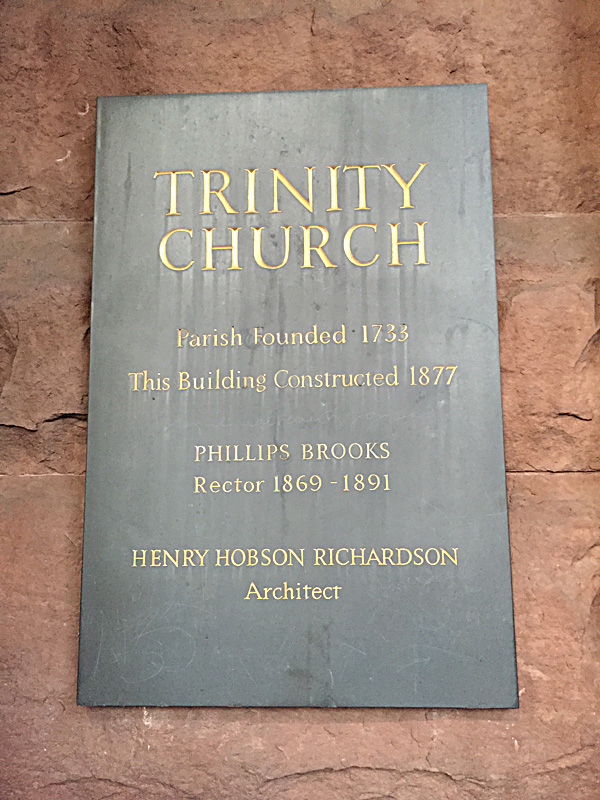 TRINITY
CHURCH
Parish Founded 1733
This Building Constructed 1877
PHILLIPS BROOKS
Rector 1869 - 1891
HENRY HOBSON RICHARDSON
Architect